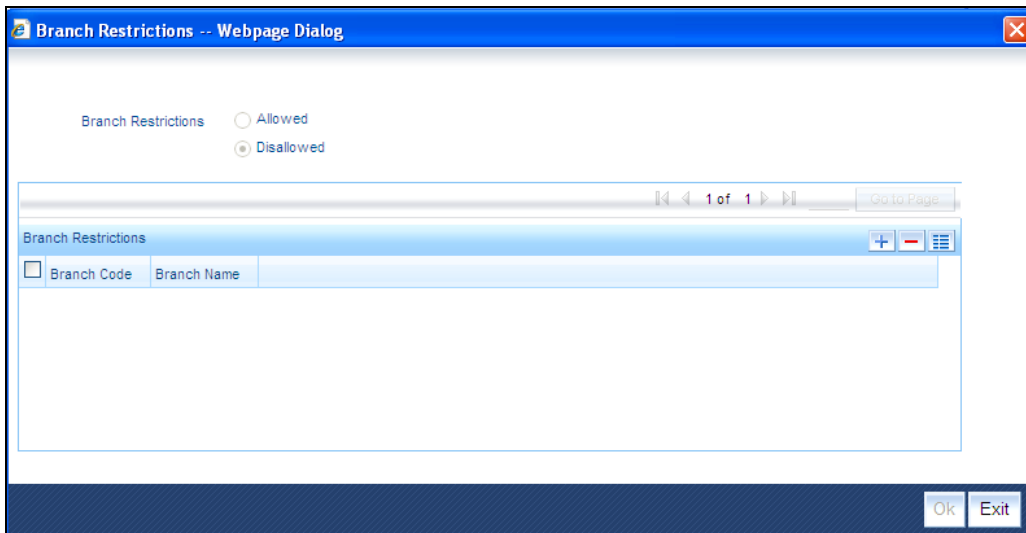 Branch Restrictions -- Webpage Dialog
Branch Restrictions
Allowed
Disallowed
1 of 1
Go to Page
Branch Restrictions
Branch Code Branch Name
Ok Exit